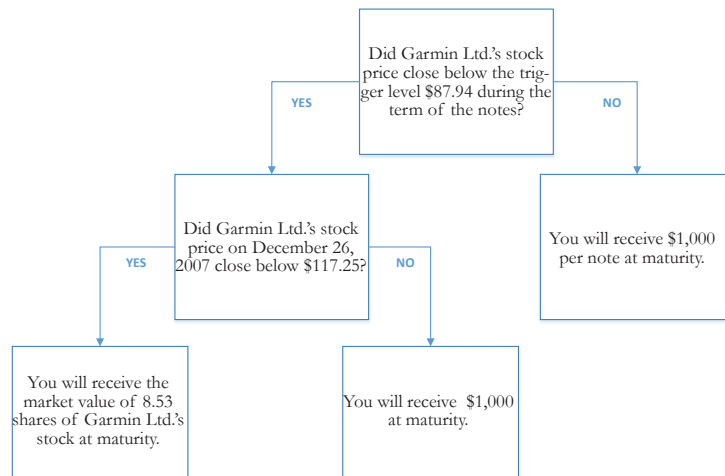 Did Garmin Ltd.'s stock
price close below the trig-
ger level $87.94 during the
term of the notes?
YES
NO
Did Garmin Ltd.'s stock
price on December 26,
2007 close below $117.25?
You will receive $1,000
per note at maturity.
YES
NO
You will receive the
market value of 8.53
shares of Garmin Ltd.'s
stock at maturity.
You will receive $1,000
at maturity.